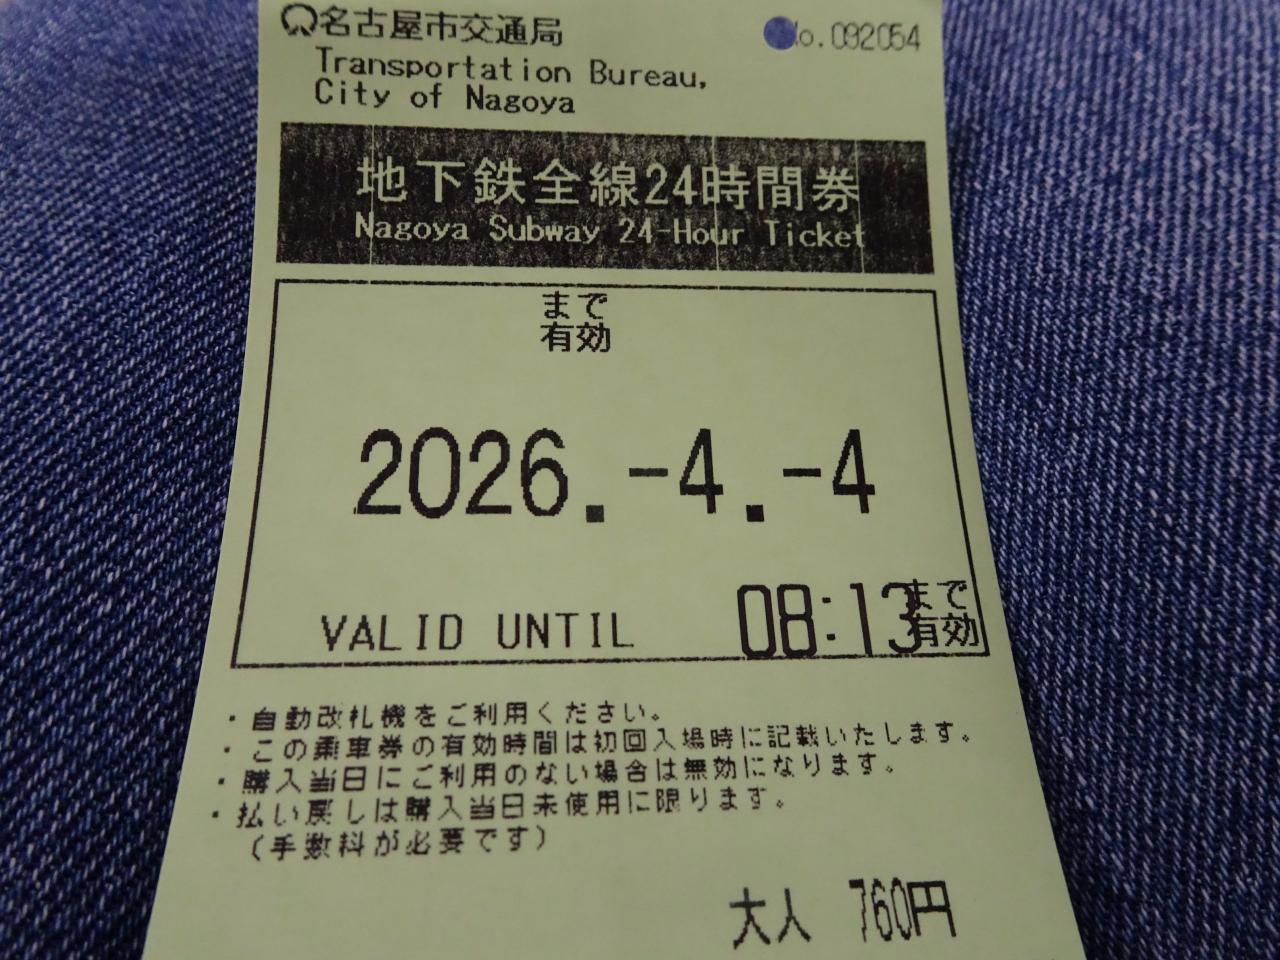 名古屋市交通局
No.092054
Transportation Bureau,
City of Nagoya
地下鉄全線24時間券
Nagoya Subway 24-Hour Ticket
まで
有効
2026.-4.-4
VALID UNTIL 08:13まで有効
・自動改札機をご利用ください。
・この乗車券の有効時間は初回入場時に記載いたします。
・購入当日にご利用のない場合は無効になります。
・払い戻しは購入当日未使用に限ります。
（手数料が必要です）
大人 760円